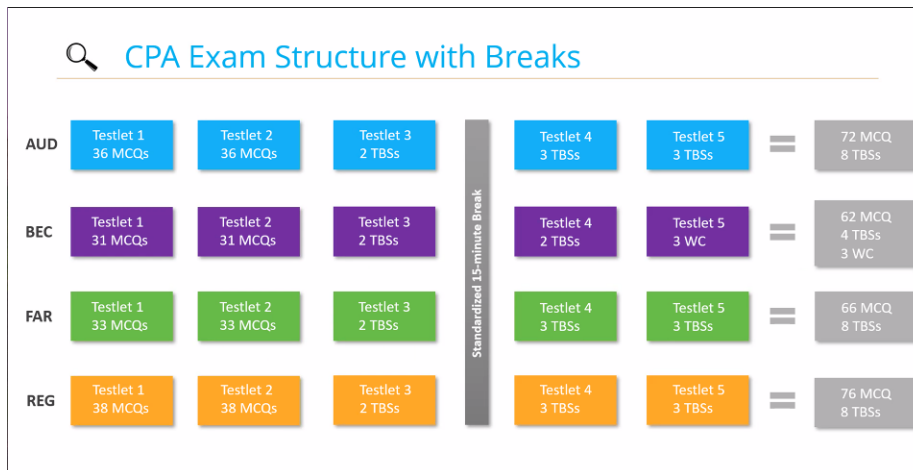 CPA Exam Structure with Breaks
AUD
Testlet 1
36 MCQs
Testlet 2
36 MCQs
Testlet 3
2 TBSs
Testlet 4
3 TBSs
Testlet 5
3 TBSs
=
72 MCQ
8 TBSs
BEC
Testlet 1
31 MCQs
Testlet 2
31 MCQs
Testlet 3
2 TBSs
Testlet 4
2 TBSs
Testlet 5
3 WC
=
62 MCQ
4 TBSs
3 WC
FAR
Testlet 1
33 MCQs
Testlet 2
33 MCQs
Testlet 3
2 TBSs
Testlet 4
3 TBSs
Testlet 5
3 TBSs
=
66 MCQ
8 TBSs
REG
Testlet 1
38 MCQs
Testlet 2
38 MCQs
Testlet 3
2 TBSs
Testlet 4
3 TBSs
Testlet 5
3 TBSs
=
76 MCQ
8 TBSs
Standardized 15-minute Break